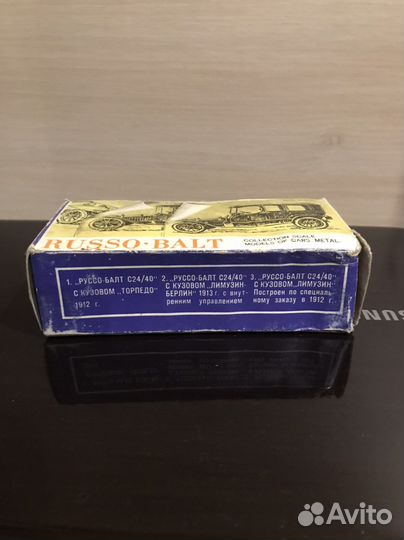 RUSSO-BALT
COLLECTION SCALE
MODELS OF CARS METAL
1. „РУССО-БАЛТ С24/40"
С КУЗОВОМ „ТОРПЕДО"
1912 г.
2. „РУССО-БАЛТ С24/40"
С КУЗОВОМ „ЛИМУЗИН-
БЕРЛИН" 1913 г. с внут-
ренним управлением
3. „РУССО-БАЛТ С24/40"
С КУЗОВОМ „ЛИМУЗИН".
Построен по специаль-
ному заказу в 1912 г.
Avito